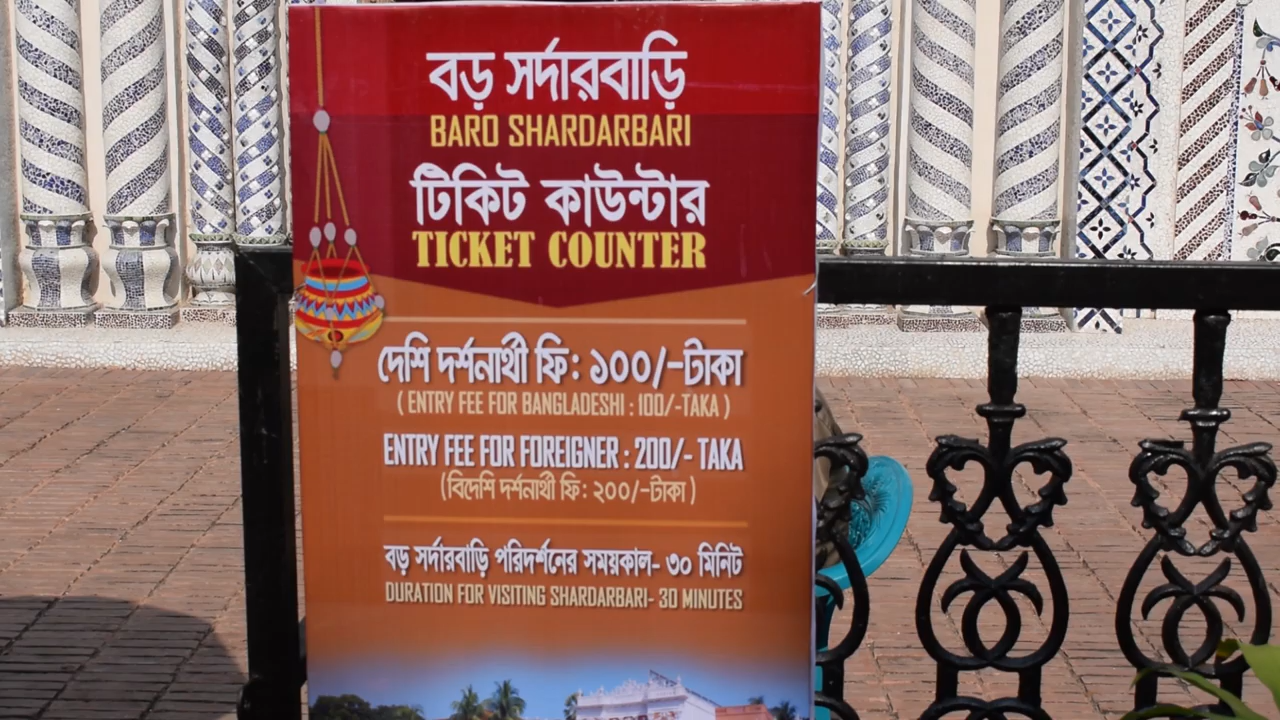 বড় সর্দারবাড়ি
BARO SHARDARBARI
টিকিট কাউন্টার
TICKET COUNTER
দেশি দর্শনার্থী ফি: ১০০/-টাকা
( ENTRY FEE FOR BANGLADESHI : 100/-TAKA )
ENTRY FEE FOR FOREIGNER : 200/- TAKA
(বিদেশি দর্শনার্থী ফি: ২০০/-টাকা )
বড় সর্দারবাড়ি পরিদর্শনের সময়কাল- ৩০ মিনিট
DURATION FOR VISITING SHARDARBARI- 30 MINUTES